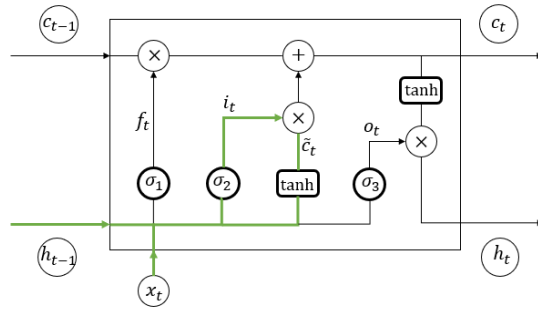 c_{t-1}
c_t
×
+
tanh
i_t
f_t
×
o_t
×
c̃_t
σ_1
σ_2
tanh
σ_3
h_{t-1}
h_t
x_t